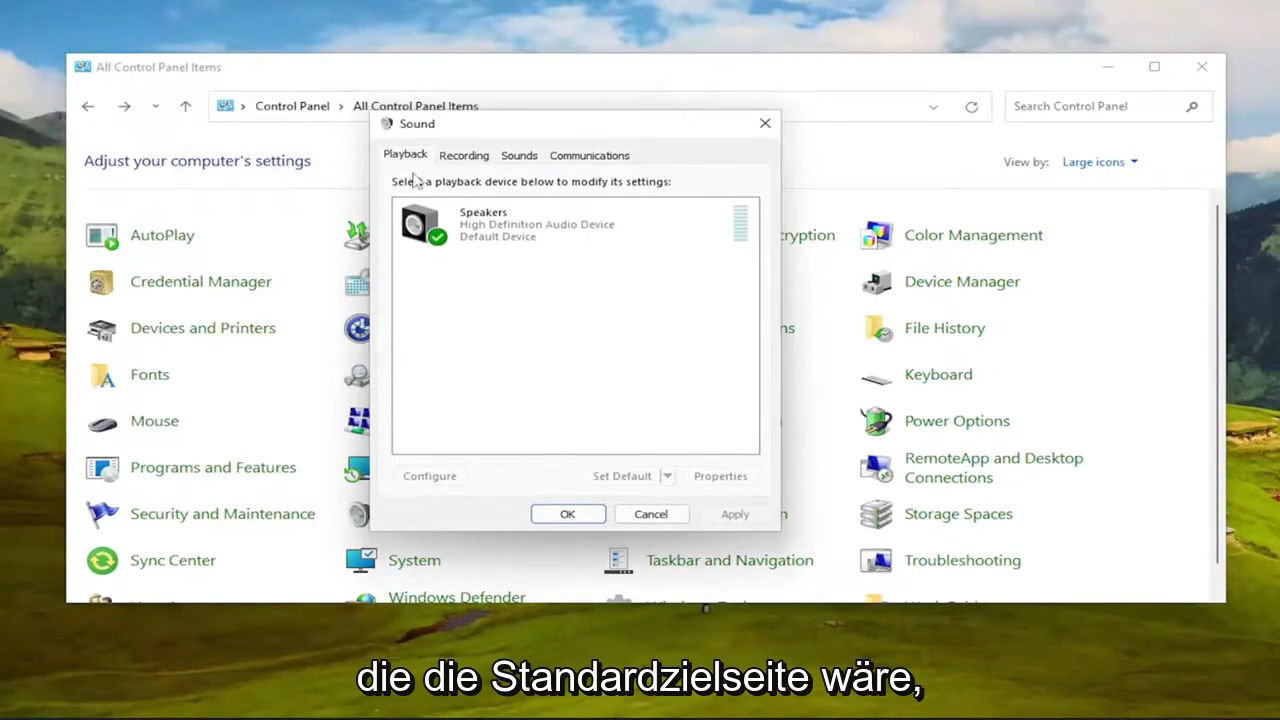 All Control Panel Items
Control Panel
All Control Panel Items
Search Control Panel
Sound
Playback
Recording
Sounds
Communications
Adjust your computer's settings
View by:
Large icons
Select a playback device below to modify its settings:
Speakers
High Definition Audio Device
Default Device
AutoPlay
cryption
Color Management
Credential Manager
Device Manager
Devices and Printers
ns
File History
Fonts
Keyboard
Mouse
Power Options
Programs and Features
RemoteApp and Desktop
Connections
Configure
Set Default
Properties
OK
Cancel
Apply
Security and Maintenance
n
Storage Spaces
Sync Center
System
Taskbar and Navigation
Troubleshooting
Windows Defender
die die Standardzielseite wäre,